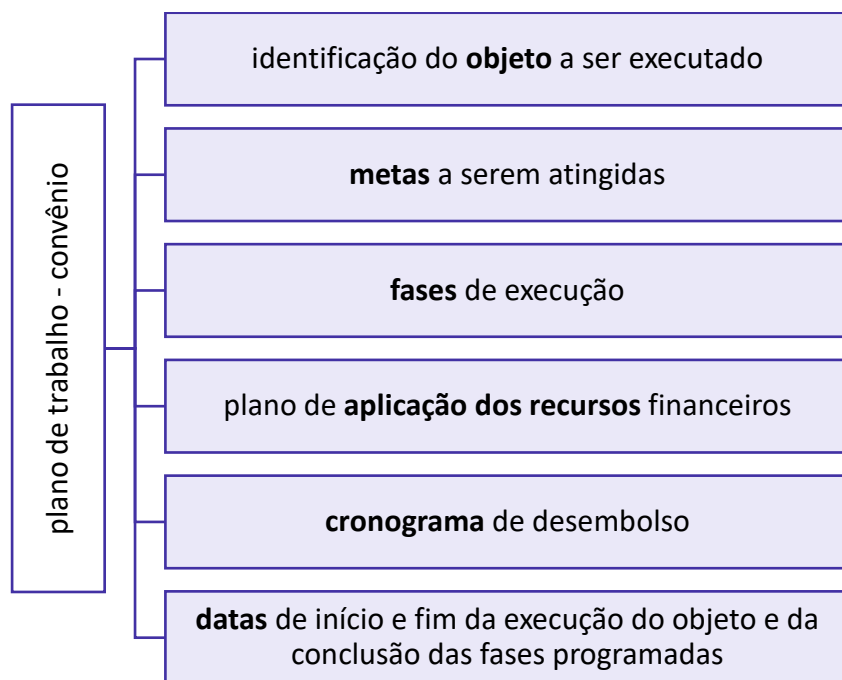 plano de trabalho - convênio
identificação do objeto a ser executado
metas a serem atingidas
fases de execução
plano de aplicação dos recursos financeiros
cronograma de desembolso
datas de início e fim da execução do objeto e da
conclusão das fases programadas